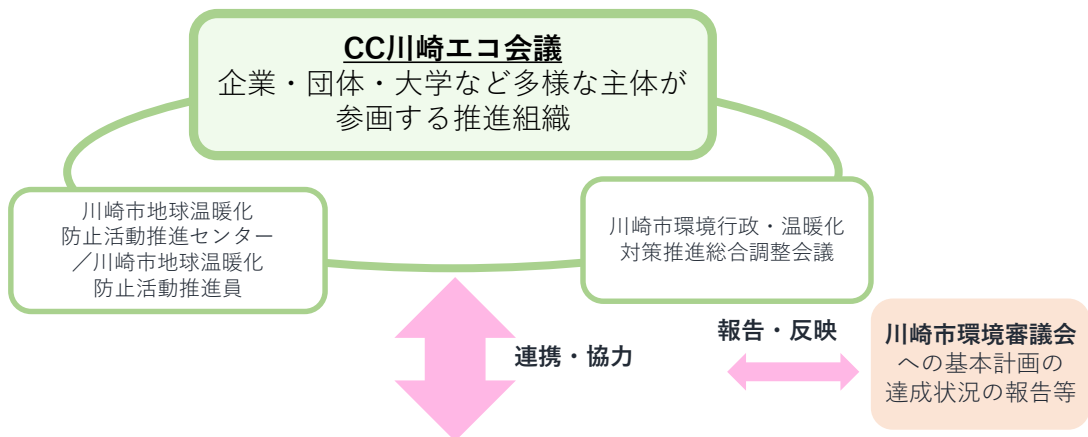 CC川崎エコ会議
企業・団体・大学など多様な主体が
参画する推進組織
川崎市地球温暖化
防止活動推進センター
／川崎市地球温暖化
防止活動推進員
川崎市環境行政・温暖化
対策推進総合調整会議
連携・協力
報告・反映
川崎市環境審議会
への基本計画の
達成状況の報告等